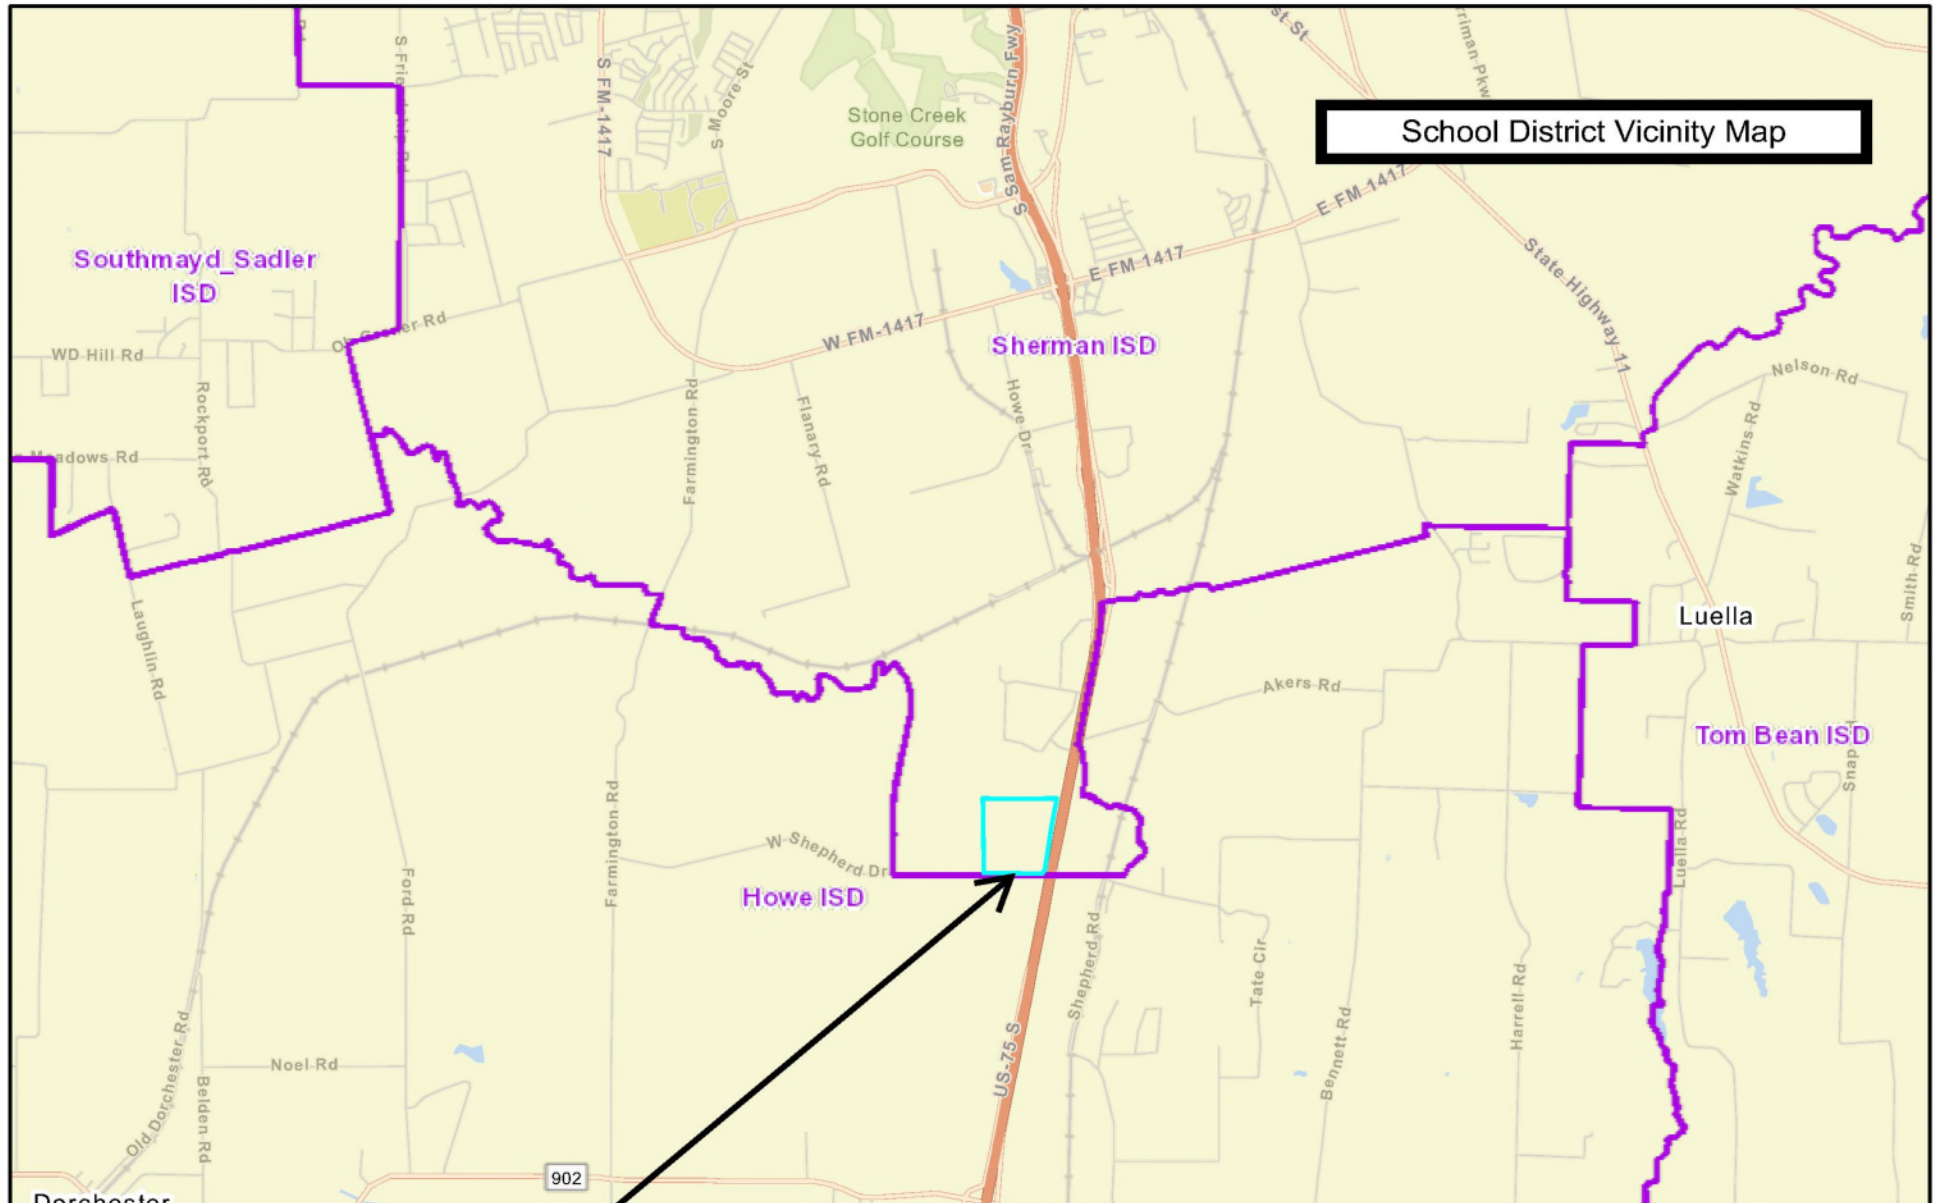 School District Vicinity Map
S Friendship Rd
S FM-1417
S Moore St
Stone Creek
Golf Course
S Sam Rayburn Fwy
E FM 1417
State Highway 11
Southmayd_Sadler
ISD
E FM 1417
W FM-1417
Sherman ISD
WD Hill Rd
Rockport Rd
Meadows Rd
Farmington Rd
Flanary Rd
Howe Dr
Nelson Rd
Watkins Rd
Smith Rd
Luella
Laughlin Rd
Akers Rd
Tom Bean ISD
Luella Rd
Farmington Rd
W Shepherd Dr
Howe ISD
Ford Rd
Shepherd Rd
Tate Cir
Harrell Rd
Bennett Rd
US-75 S
Old Dorchester Rd
Noel Rd
Belden Rd
902
Dorchester